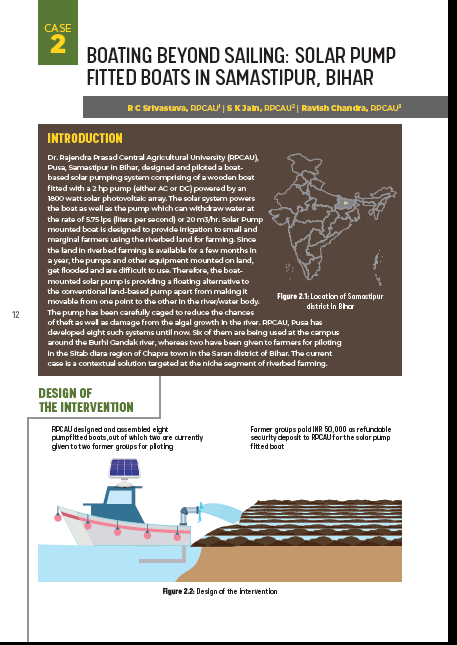 CASE
2
BOATING BEYOND SAILING: SOLAR PUMP
FITTED BOATS IN SAMASTIPUR, BIHAR
R C Srivastava, RPCAU¹ | S K Jain, RPCAU² | Ravish Chandra, RPCAU³
INTRODUCTION
Dr. Rajendra Prasad Central Agricultural University (RPCAU),
Pusa, Samastipur in Bihar, designed and piloted a boat-
based solar pumping system comprising of a wooden boat
fitted with a 2 hp pump (either AC or DC) powered by an
1800 watt solar photovoltaic array. The solar system powers
the boat as well as the pump which can withdraw water at
the rate of 5.75 lps (liters per second) or 20 m3/hr. Solar Pump
mounted boat is designed to provide irrigation to small and
marginal farmers using the riverbed land for farming. Since
the land in riverbed farming is available for a few months in
a year, the pumps and other equipment mounted on land,
get flooded and are difficult to use. Therefore, the boat-
mounted solar pump is providing a floating alternative to
the conventional land-based pump apart from making it
movable from one point to the other in the river/water body.
The pump has been carefully caged to reduce the chances
of theft as well as damage from the algal growth in the river. RPCAU, Pusa has
developed eight such systems until now. Six of them are being used at the campus
around the Burhi Gandak river, whereas two have been given to farmers for piloting
in the Sitab diara region of Chapra town in the Saran district of Bihar. The current
case is a contextual solution targeted at the niche segment of riverbed farming.
Figure 2.1: Location of Samastipur
district in Bihar
12
DESIGN OF
THE INTERVENTION
RPCAU designed and assembled eight
pumpfitted boats,out of which two are currently
given to two farmer groups for piloting
Farmer groups paid INR 50,000 as refundable
security deposit to RPCAU for the solar pump
fitted boat
Figure 2.2: Design of the Intervention